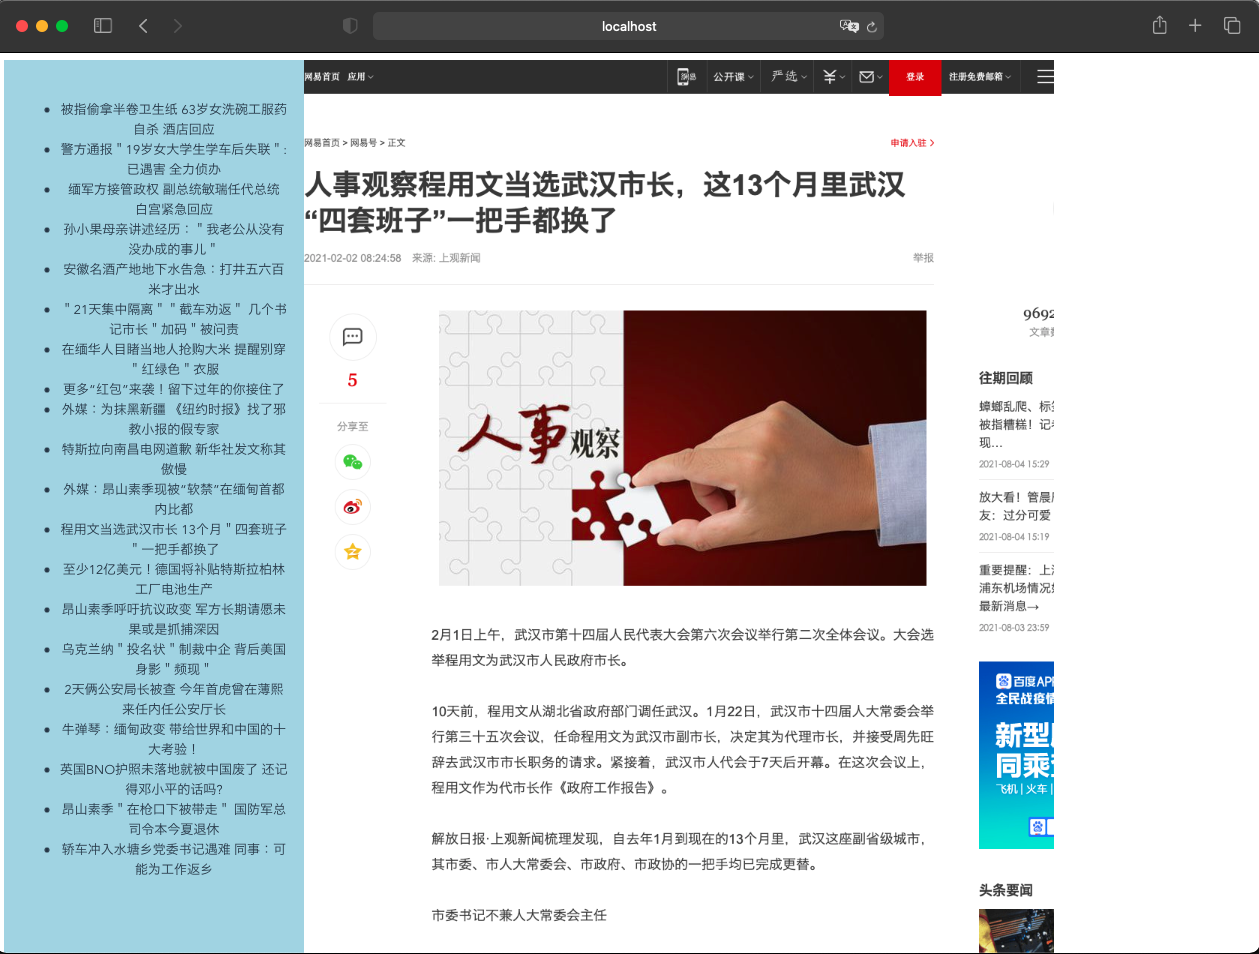 localhost
被指偷拿半卷卫生纸 63岁女洗碗工服药
自杀 酒店回应
警方通报＂19岁女大学生学车后失联＂:
已遇害 全力侦办
缅军方接管政权 副总统敏瑞任代总统
白宫紧急回应
孙小果母亲讲述经历：＂我老公从没有
没办成的事儿＂
安徽名酒产地地下水告急：打井五六百
米才出水
＂21天集中隔离＂＂截车劝返＂ 几个书
记市长＂加码＂被问责
在缅华人目睹当地人抢购大米 提醒别穿
＂红绿色＂衣服
更多“红包”来袭！留下过年的你接住了
外媒：为抹黑新疆 《纽约时报》找了邪
教小报的假专家
特斯拉向南昌电网道歉 新华社发文称其
傲慢
外媒：昂山素季现被“软禁”在缅甸首都
内比都
程用文当选武汉市长 13个月＂四套班子
＂一把手都换了
至少12亿美元！德国将补贴特斯拉柏林
工厂电池生产
昂山素季呼吁抗议政变 军方长期请愿未
果或是抓捕深因
乌克兰纳＂投名状＂制裁中企 背后美国
身影＂频现＂
2天俩公安局长被查 今年首虎曾在薄熙
来任内任公安厅长
牛弹琴：缅甸政变 带给世界和中国的十
大考验！
英国BNO护照未落地就被中国废了 还记
得邓小平的话吗?
昂山素季＂在枪口下被带走＂ 国防军总
司令本今夏退休
轿车冲入水塘乡党委书记遇难 同事：可
能为工作返乡
网易首页 应用 公开课 严选 登录 注册免费邮箱
网易首页 > 网易号 > 正文 申请入驻
人事观察程用文当选武汉市长，这13个月里武汉
“四套班子”一把手都换了
2021-02-02 08:24:58 来源: 上观新闻 举报
5
分享至
人事观察
2月1日上午，武汉市第十四届人民代表大会第六次会议举行第二次全体会议。大会选
举程用文为武汉市人民政府市长。
10天前，程用文从湖北省政府部门调任武汉。1月22日，武汉市十四届人大常委会举
行第三十五次会议，任命程用文为武汉市副市长，决定其为代理市长，并接受周先旺
辞去武汉市市长职务的请求。紧接着，武汉市人代会于7天后开幕。在这次会议上，
程用文作为代市长作《政府工作报告》。
解放日报·上观新闻梳理发现，自去年1月到现在的13个月里，武汉这座副省级城市，
其市委、市人大常委会、市政府、市政协的一把手均已完成更替。
市委书记不兼人大常委会主任
9692
文章数
往期回顾
蟑螂乱爬、标签
被指糟糕！记者
现...
2021-08-04 15:29
放大看！管晨辰
友：过分可爱
2021-08-04 15:19
重要提醒：上海
浦东机场情况如
最新消息→
2021-08-03 23:59
百度APP
全民战疫情
新型
同乘
飞机 | 火车 |
头条要闻